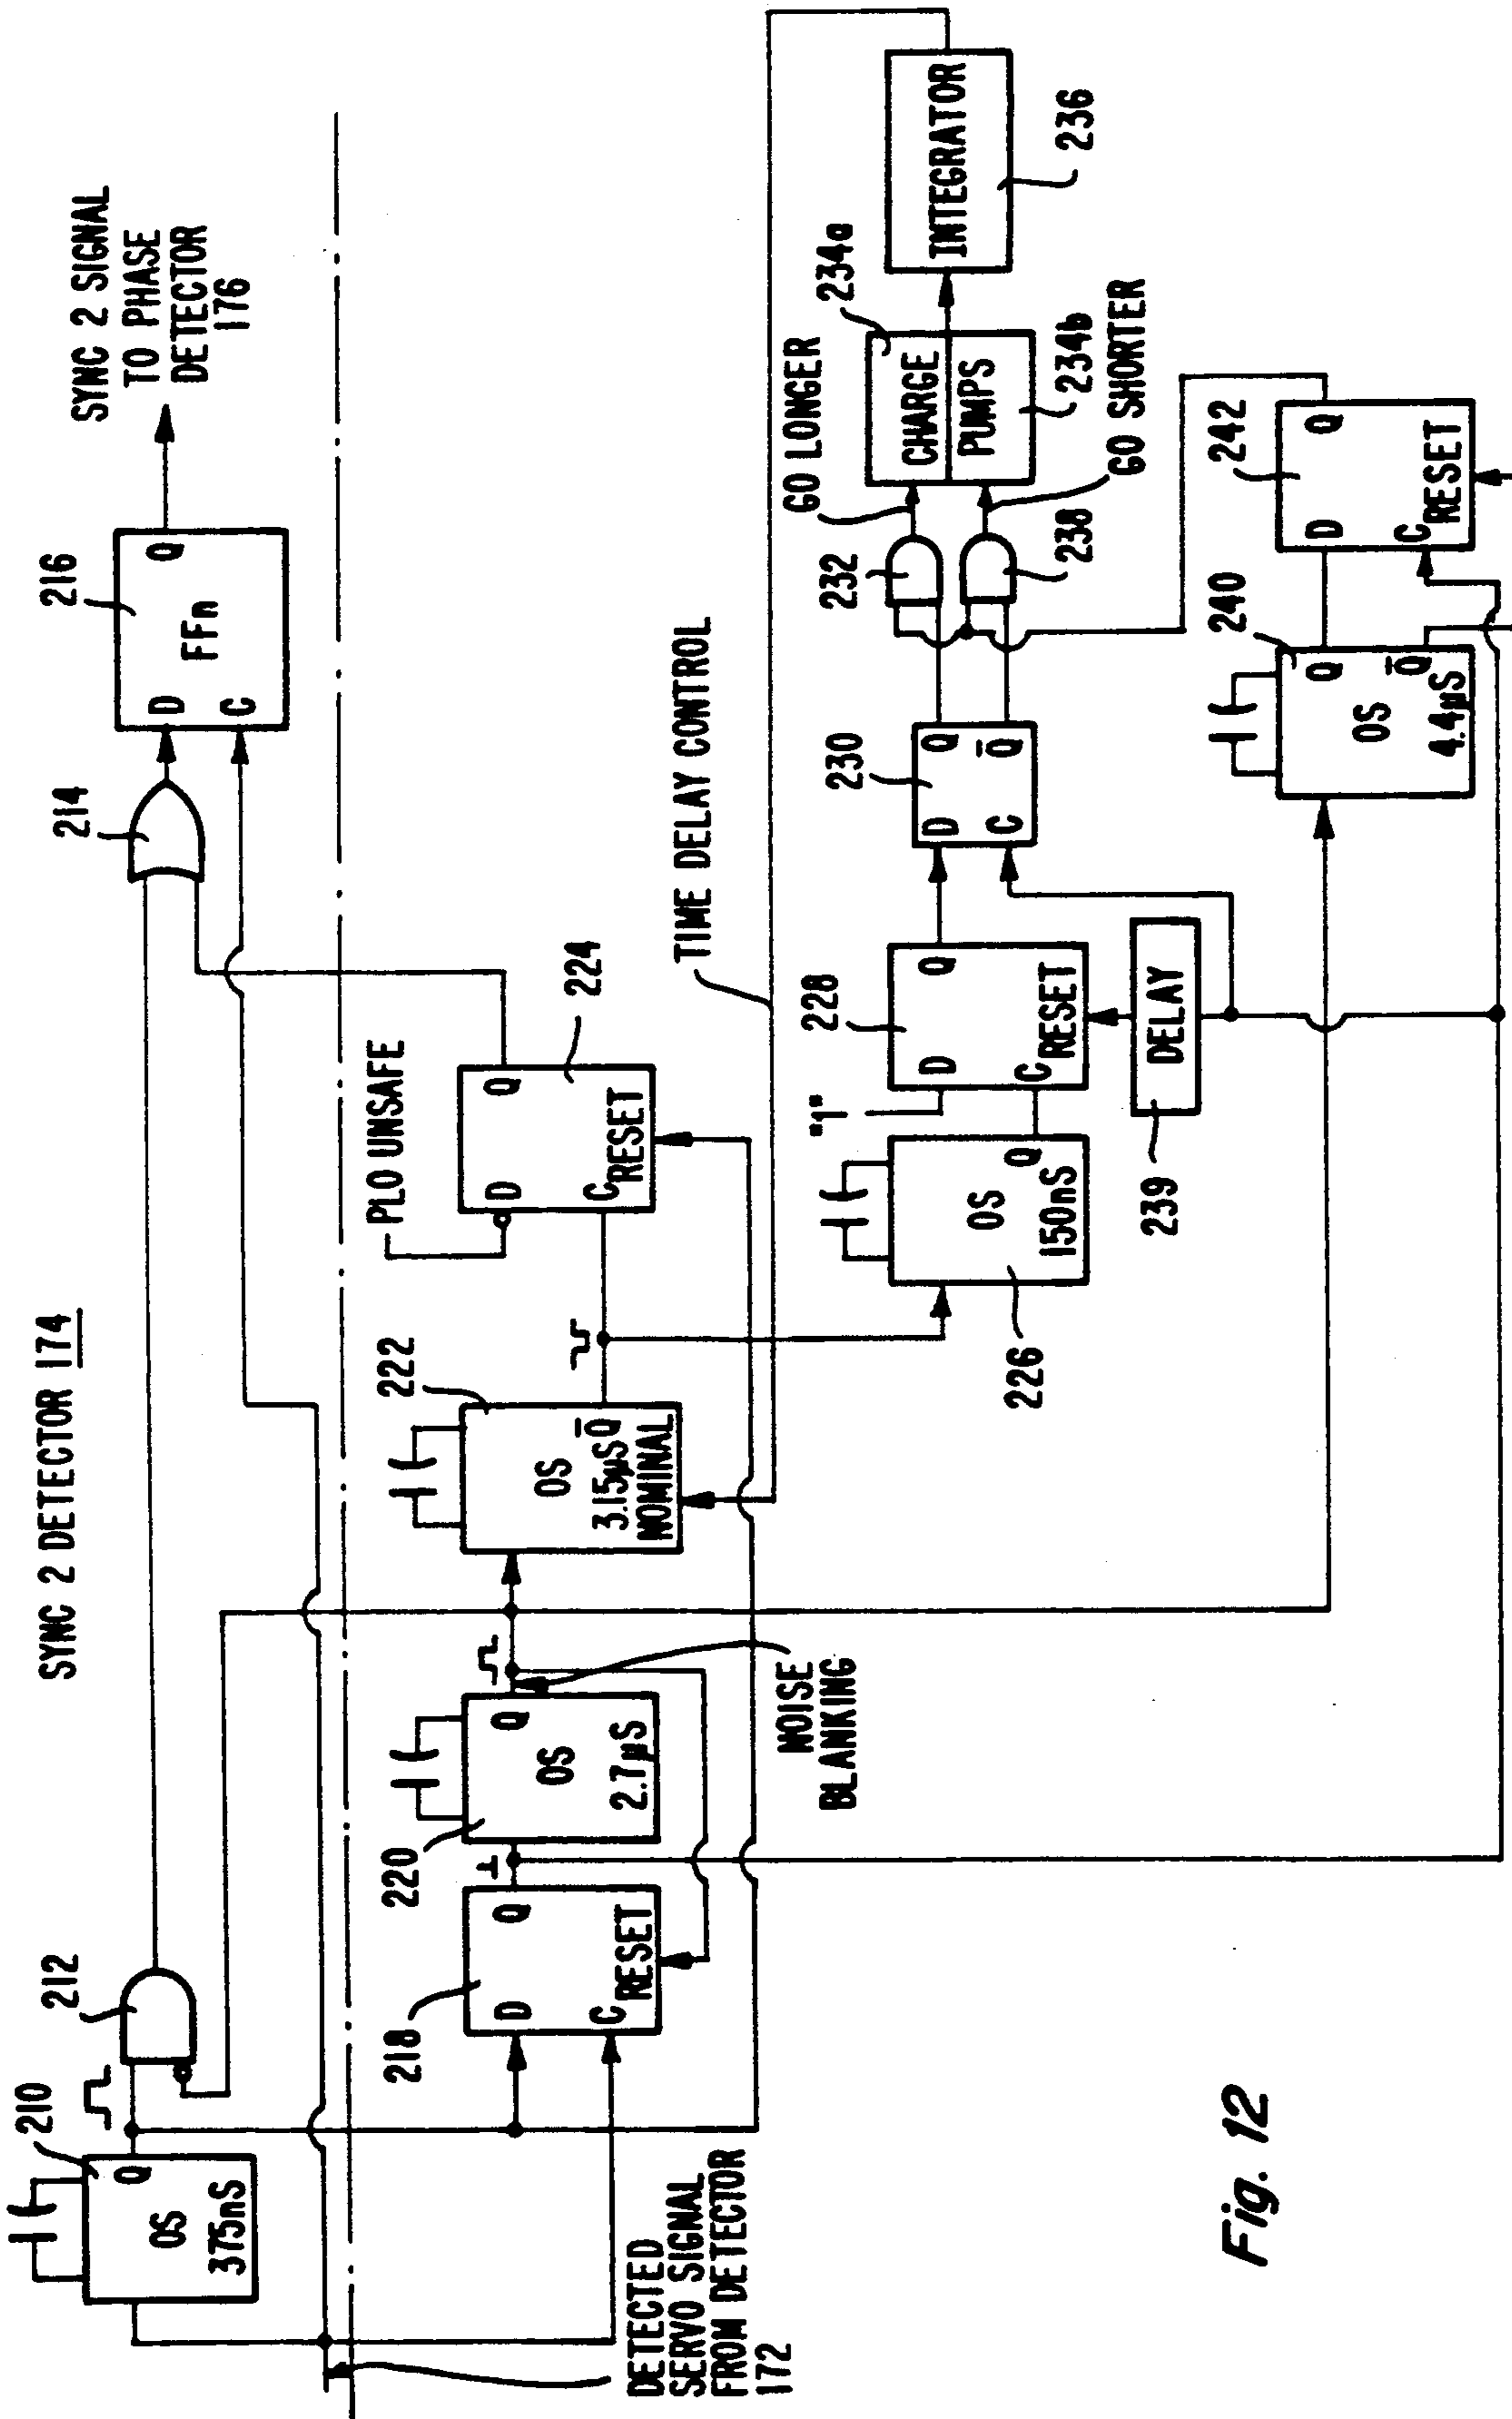 SYNC 2 DETECTOR 174
210
OS
375nS
Q
212
214
216
D
C
FFn
Q
SYNC 2 SIGNAL
TO PHASE
DETECTOR
176
DETECTED
SERVO SIGNAL
FROM DETECTOR
172
218
D
C
RESET
Q
220
OS
2.7µS
Q
NOISE
BLANKING
222
OS
3.15µS Q̅
NOMINAL
PLO UNSAFE
224
D
C
RESET
Q
TIME DELAY CONTROL
226
OS
150nS
Q
"1"
228
D
C
RESET
Q
239
DELAY
230
D
C
Q
Q̅
232
238
GO LONGER
GO SHORTER
234a
CHARGE
PUMPS
234b
INTEGRATOR
236
240
OS
4.4µS
Q
Q̅
242
D
C
RESET
Q
Fig. 12